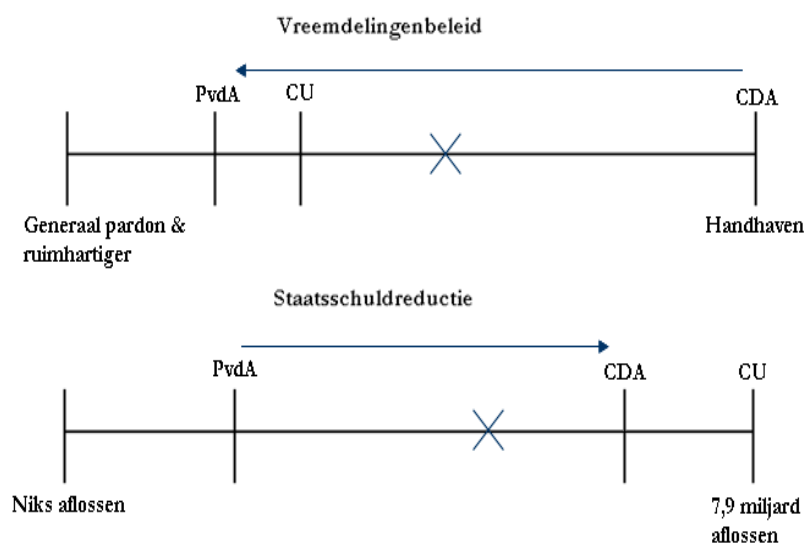 Vreemdelingenbeleid
PvdA CU CDA
Generaal pardon &
ruimhartiger
Handhaven
Staatsschuldreductie
PvdA CDA CU
Niks aflossen
7,9 miljard
aflossen